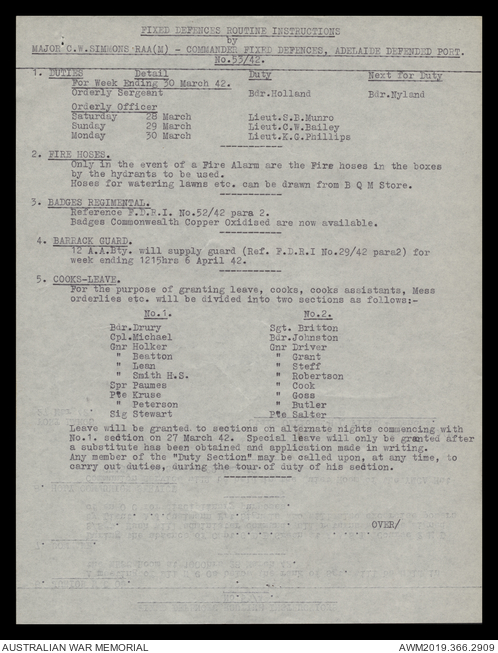 FIXED DEFENCES ROUTINE INSTRUCTIONS
by
MAJOR C.W.SIMMONS RAA(M) - COMMANDER FIXED DEFENCES, ADELAIDE DEFENDED PORT.
No.53/42.
1. DUTIES Detail Duty Next for Duty
For Week Ending 30 March 42.
Orderly Sergeant Bdr.Holland Bdr.Nyland
Orderly Officer
Saturday 28 March Lieut.S.B.Munro
Sunday 29 March Lieut.C.W.Bailey
Monday 30 March Lieut.K.G.Phillips
------------
2. FIRE HOSES.
Only in the event of a Fire Alarm are the Fire hoses in the boxes
by the hydrants to be used.
Hoses for watering lawns etc. can be drawn from B Q M Store.
------------
3. BADGES REGIMENTAL.
Reference F.D.R.I. No.52/42 para 2.
Badges Commonwealth Copper Oxidised are now available.
------------
4. BARRACK GUARD.
12 A.A.Bty. will supply guard (Ref. F.D.R.I No.29/42 para2) for
week ending 1215hrs 6 April 42.
------------
5. COOKS-LEAVE.
For the purpose of granting leave, cooks, cooks assistants, Mess
orderlies etc. will be divided into two sections as follows:-
No.1. No.2.
Bdr.Drury Sgt. Britton
Cpl.Michael Bdr.Johnston
Gnr Holker Gnr Driver
" Beatton " Grant
" Lean " Steff
" Smith H.S. " Robertson
Spr Paumes " Cook
Pte Kruse " Goss
" Peterson " Butler
Sig Stewart Pte Salter
Leave will be granted to sections on alternate nights commencing with
No.1. section on 27 March 42. Special leave will only be granted after
a substitute has been obtained and application made in writing.
Any member of the "Duty Section" may be called upon, at any time, to
carry out duties, during the tour of duty of his section.
------------
OVER/
AUSTRALIAN WAR MEMORIAL AWM2019.366.2909